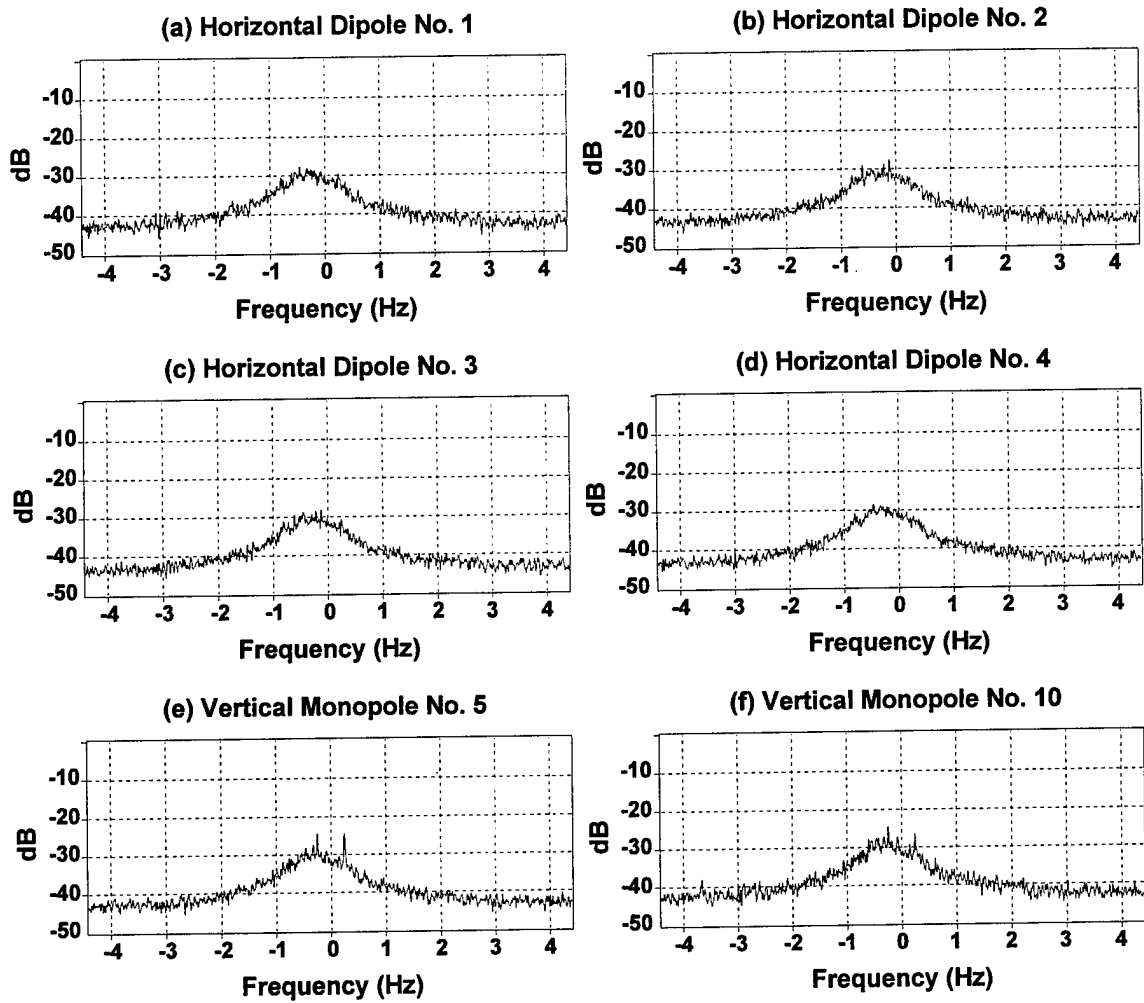 (a) Horizontal Dipole No. 1
dB
-10
-20
-30
-40
-50
-4 -3 -2 -1 0 1 2 3 4
Frequency (Hz)
(b) Horizontal Dipole No. 2
dB
-10
-20
-30
-40
-50
-4 -3 -2 -1 0 1 2 3 4
Frequency (Hz)
(c) Horizontal Dipole No. 3
dB
-10
-20
-30
-40
-50
-4 -3 -2 -1 0 1 2 3 4
Frequency (Hz)
(d) Horizontal Dipole No. 4
dB
-10
-20
-30
-40
-50
-4 -3 -2 -1 0 1 2 3 4
Frequency (Hz)
(e) Vertical Monopole No. 5
dB
-10
-20
-30
-40
-50
-4 -3 -2 -1 0 1 2 3 4
Frequency (Hz)
(f) Vertical Monopole No. 10
dB
-10
-20
-30
-40
-50
-4 -3 -2 -1 0 1 2 3 4
Frequency (Hz)